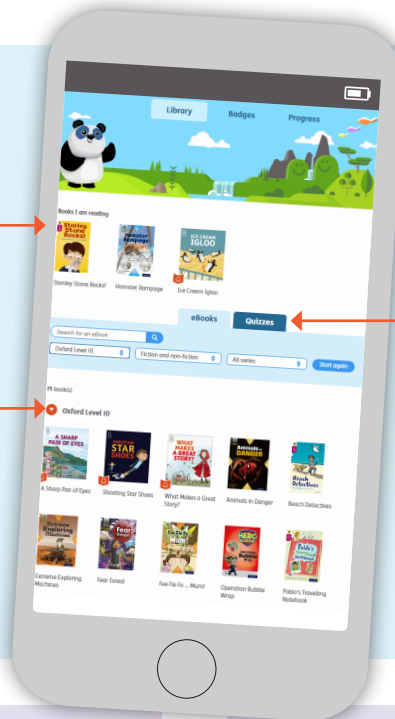 Library Badges Progress
Books I am reading
Stanley
Stone
Rocks!
Hamster
Rampage
ICE CREAM
IGLOO
Stanley Stone Rocks! Hamster Rampage Ice Cream Igloo
eBooks Quizzes
Search for an eBook
Oxford Level 10 Fiction and non-fiction All series Start again
book(s)
Oxford Level 10
A SHARP
PAIR OF EYES
SHOOTING
STAR
SHOES
WHAT
MAKES
A GREAT
STORY?
Animals in
DANGER
Beach
Detectives
A Sharp Pair of Eyes Shooting Star Shoes What Makes a Great Story? Animals in Danger Beach Detectives
Extreme
Exploring
Machines
Fear
Forest
Fee Fie Fo
Mum!
OPERATION
Bubble
Wrap
Pablo's
Travelling
Notebook
Extreme Exploring Machines Fear Forest Fee Fie Fo ... Mum! Operation Bubble Wrap Pablo's Travelling Notebook